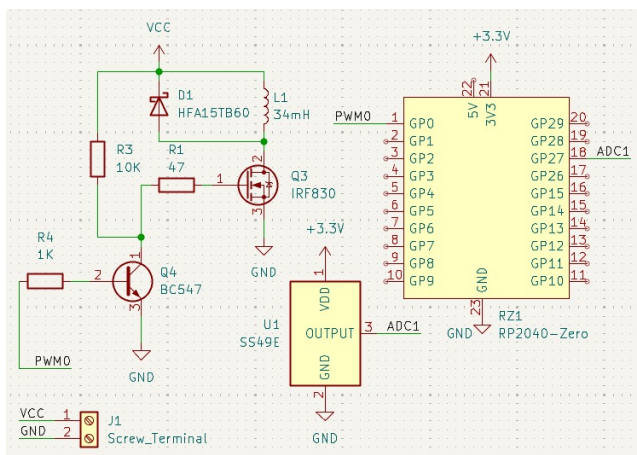 VCC
D1
HFA15TB60
L1
34mH
R3
10K
R1
47
1
2
3
Q3
IRF830
GND
R4
1K
2
1
3
Q4
BC547
PWM0
GND
VCC
1
GND
2
J1
Screw_Terminal
+3.3V
1
VDD
U1
SS49E
OUTPUT
3
ADC1
GND
2
GND
+3.3V
22
21
5V
3V3
PWM0
1
GP0
2
GP1
3
GP2
4
GP3
5
GP4
6
GP5
7
GP6
8
GP7
9
GP8
10
GP9
GP29
20
GP28
19
GP27
18
ADC1
GP26
17
GP15
16
GP14
15
GP13
14
GP12
13
GP11
12
GP10
11
GND
23
GND
RZ1
RP2040-Zero